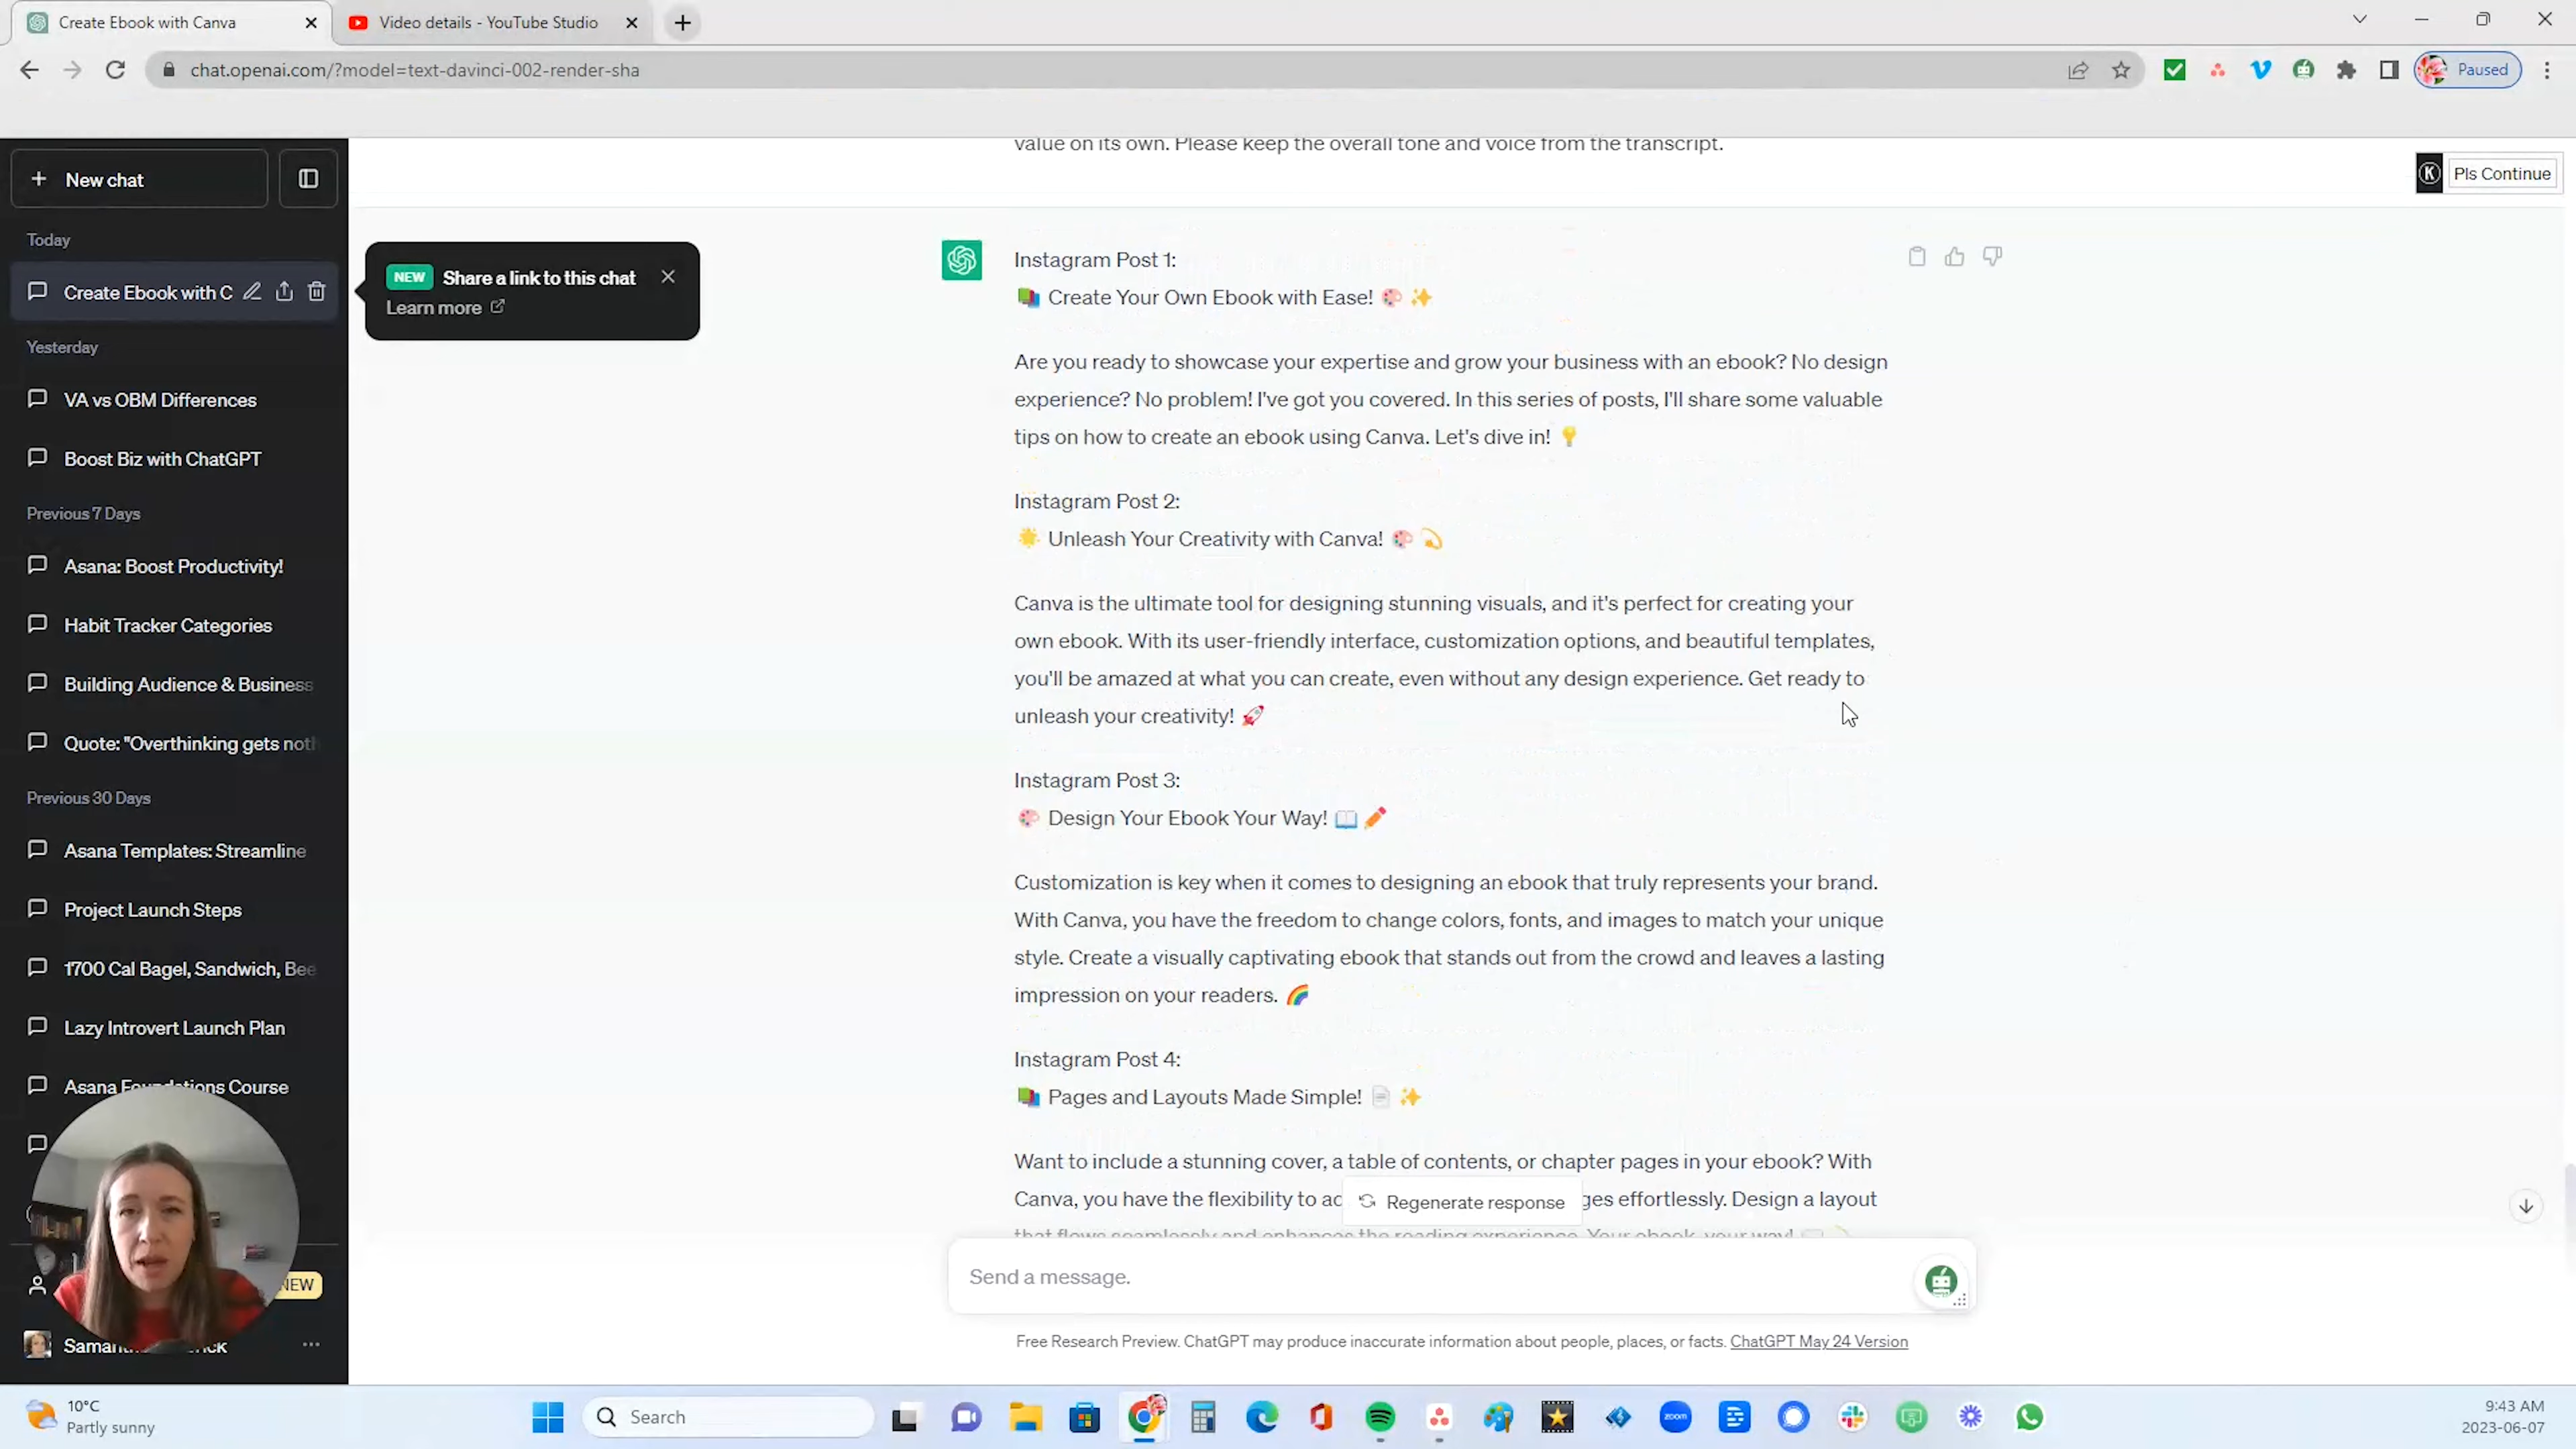 Create Ebook with Canva
Video details - YouTube Studio
chat.openai.com/?model=text-davinci-002-render-sha
Paused
New chat
Today
Create Ebook with C
Yesterday
VA vs OBM Differences
Boost Biz with ChatGPT
Previous 7 Days
Asana: Boost Productivity!
Habit Tracker Categories
Building Audience & Business
Quote: "Overthinking gets noth
Previous 30 Days
Asana Templates: Streamline
Project Launch Steps
1700 Cal Bagel, Sandwich, Bee
Lazy Introvert Launch Plan
Asana Foundations Course
NEW
NEW Share a link to this chat
Learn more
value on its own. Please keep the overall tone and voice from the transcript.
Pls Continue
Instagram Post 1:
📚 Create Your Own Ebook with Ease! 🎨 ✨
Are you ready to showcase your expertise and grow your business with an ebook? No design
experience? No problem! I've got you covered. In this series of posts, I'll share some valuable
tips on how to create an ebook using Canva. Let's dive in! 💡
Instagram Post 2:
🌟 Unleash Your Creativity with Canva! 🎨 💫
Canva is the ultimate tool for designing stunning visuals, and it's perfect for creating your
own ebook. With its user-friendly interface, customization options, and beautiful templates,
you'll be amazed at what you can create, even without any design experience. Get ready to
unleash your creativity! 🚀
Instagram Post 3:
🎨 Design Your Ebook Your Way! 📖 ✏️
Customization is key when it comes to designing an ebook that truly represents your brand.
With Canva, you have the freedom to change colors, fonts, and images to match your unique
style. Create a visually captivating ebook that stands out from the crowd and leaves a lasting
impression on your readers. 🌈
Instagram Post 4:
📚 Pages and Layouts Made Simple! 📄 ✨
Want to include a stunning cover, a table of contents, or chapter pages in your ebook? With
Canva, you have the flexibility to ad ges effortlessly. Design a layout
that flows seamlessly and enhances the reading experience. Your ebook, your way!
Regenerate response
Send a message.
Free Research Preview. ChatGPT may produce inaccurate information about people, places, or facts. ChatGPT May 24 Version
10°C
Partly sunny
Search
zoom
9:43 AM
2023-06-07